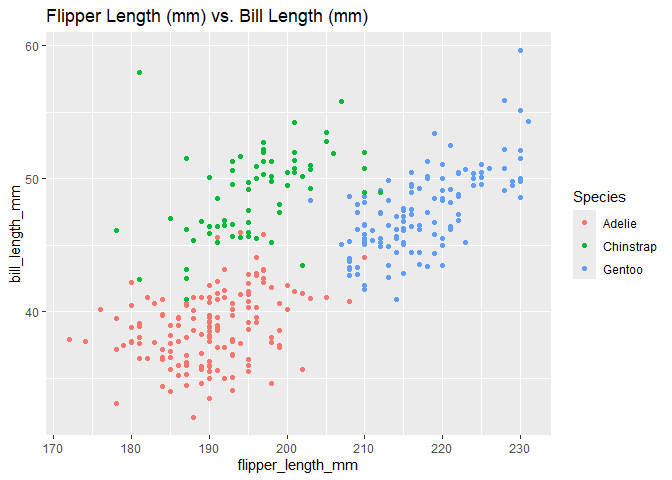 Flipper Length (mm) vs. Bill Length (mm)
60
50
40
bill_length_mm
170
180
190
200
210
220
230
flipper_length_mm
Species
Adelie
Chinstrap
Gentoo